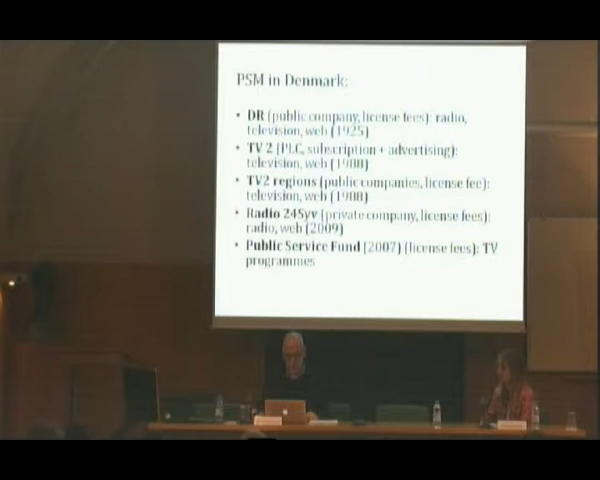 PSM in Denmark:
• DR (public company, license fees): radio,
television, web (1925)
• TV 2 (PLC, subscription + advertising):
television, web (1988)
• TV2 regions (public companies, license fee):
television, web (1988)
• Radio 24Syv (private company, license fees):
radio, web (2009)
• Public Service Fund (2007) (license fees): TV
programmes